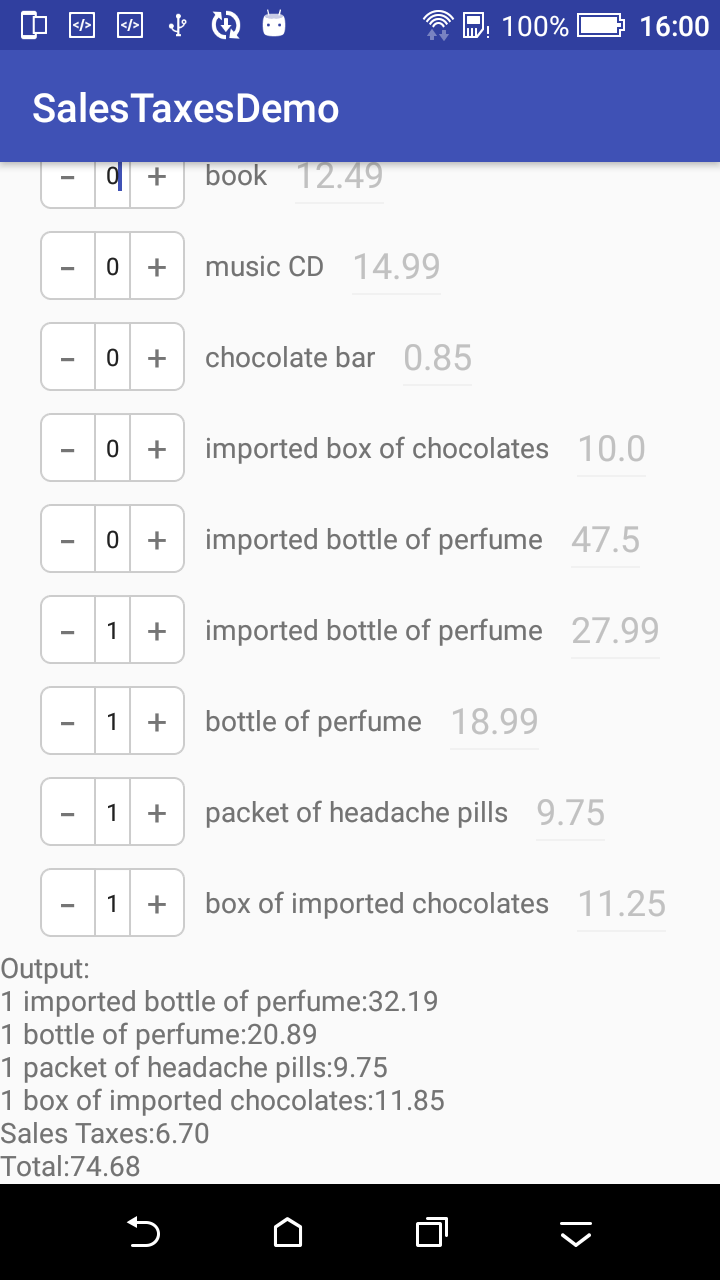 100% 16:00
SalesTaxesDemo
- 0 + book 12.49
- 0 + music CD 14.99
- 0 + chocolate bar 0.85
- 0 + imported box of chocolates 10.0
- 0 + imported bottle of perfume 47.5
- 1 + imported bottle of perfume 27.99
- 1 + bottle of perfume 18.99
- 1 + packet of headache pills 9.75
- 1 + box of imported chocolates 11.25
Output:
1 imported bottle of perfume:32.19
1 bottle of perfume:20.89
1 packet of headache pills:9.75
1 box of imported chocolates:11.85
Sales Taxes:6.70
Total:74.68